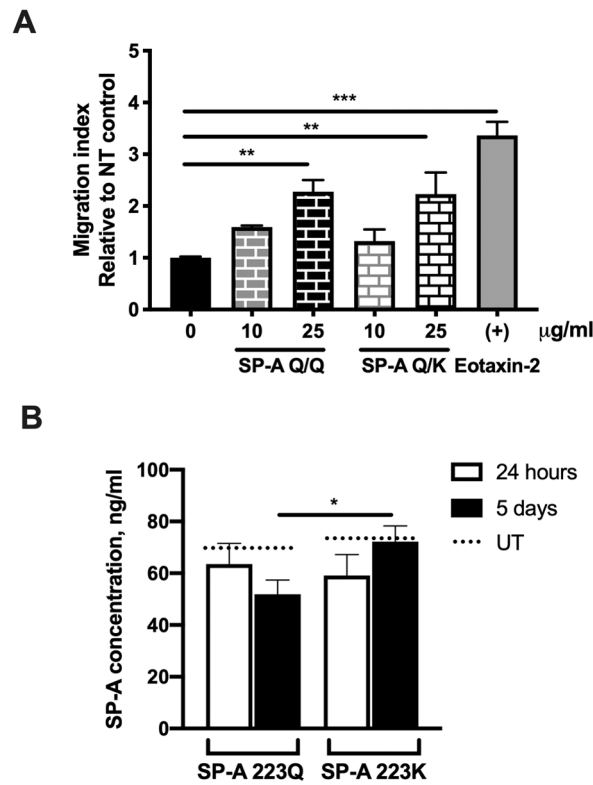 A
Migration index
Relative to NT control
5
4
3
2
1
0
***
**
**
0 10 25 10 25 (+) μg/ml
SP-A Q/Q SP-A Q/K Eotaxin-2
B
SP-A concentration, ng/ml
100
80
60
40
20
0
*
24 hours
5 days
UT
SP-A 223Q SP-A 223K